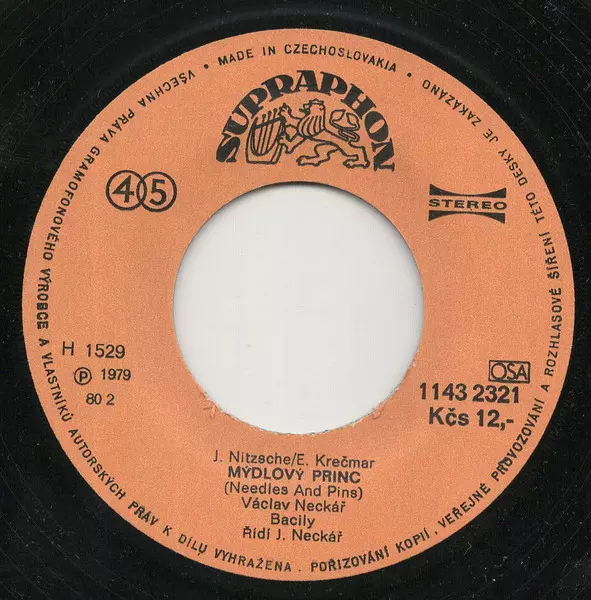 MADE IN CZECHOSLOVAKIA •
VŠECHNA PRÁVA GRAMOFONOVÉHO VÝROBCE A VLASTNÍKŮ AUTORSKÝCH PRÁV K DÍLU VYHRAŽENA. POŘIZOVÁNÍ KOPIÍ, VEŘEJNÉ PROVOZOVÁNÍ A ROZHLASOVÉ ŠÍŘENÍ TÉTO DESKY JE ZAKÁZÁNO •
SUPRAPHON
45
STEREO
H 1529
Ⓟ 1979
80 2
OSA
1143 2321
Kčs 12,-
J. Nitzsche/E. Krečmar
MÝDLOVÝ PRINC
(Needles And Pins)
Václav Neckář
Bacily
Řídí J. Neckář